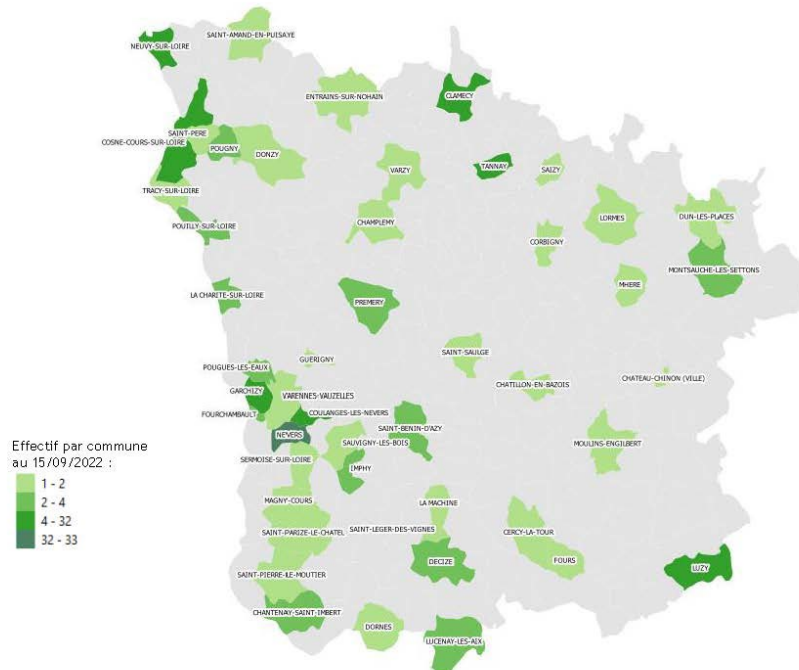 SAINT-AMAND-EN-PUISAYE
NEUVY-SUR-LOIRE
ENTRAINS-SUR-NOHAIN
CLAMECY
SAINT-PERE
COSNE-COURS-SUR-LOIRE
POUGNY
DONZY
VARZY
TANNAY
SAIZY
TRACY-SUR-LOIRE
POUILLY-SUR-LOIRE
CHAMPLEMY
LORMES
DUN-LES-PLACES
CORBIGNY
MONTSAUCHE-LES-SETTONS
MHERE
LA CHARITE-SUR-LOIRE
PREMERY
SAINT-SAULGE
GUERIGNY
POUGUES-LES-EAUX
CHATILLON-EN-BAZOIS
CHATEAU-CHINON (VILLE)
GARCHIZY
VARENNES-VAUZELLES
FOURCHAMBAULT
COULANGES-LES-NEVERS
SAINT-BENIN-D'AZY
NEVERS
SAUVIGNY-LES-BOIS
MOULINS-ENGILBERT
SERMOISE-SUR-LOIRE
IMPHY
Effectif par commune
au 15/09/2022 :
1 - 2
2 - 4
4 - 32
32 - 33
MAGNY-COURS
LA MACHINE
SAINT-PARIZE-LE-CHATEL
SAINT-LEGER-DES-VIGNES
CERCY-LA-TOUR
DECIZE
FOURS
LUZY
SAINT-PIERRE-LE-MOUTIER
CHANTENAY-SAINT-IMBERT
DORNES
LUCENAY-LES-AIX